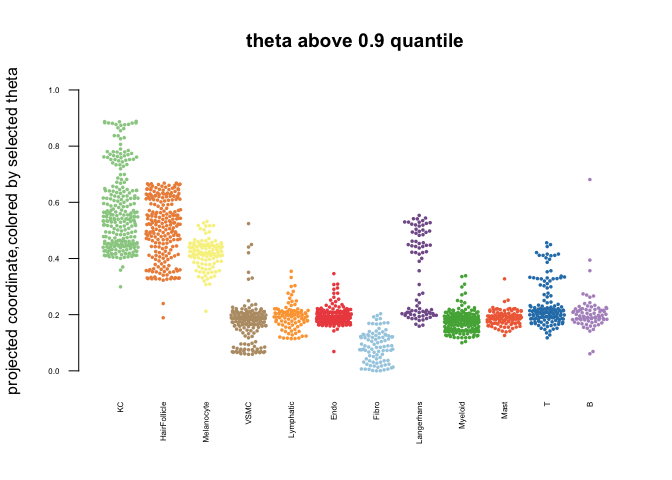 theta above 0.9 quantile
projected coordinate,colored by selected theta
1.0
0.8
0.6
0.4
0.2
0.0
KC
HairFollicle
Melanocyte
VSMC
Lymphatic
Endo
Fibro
Langerhans
Myeloid
Mast
T
B